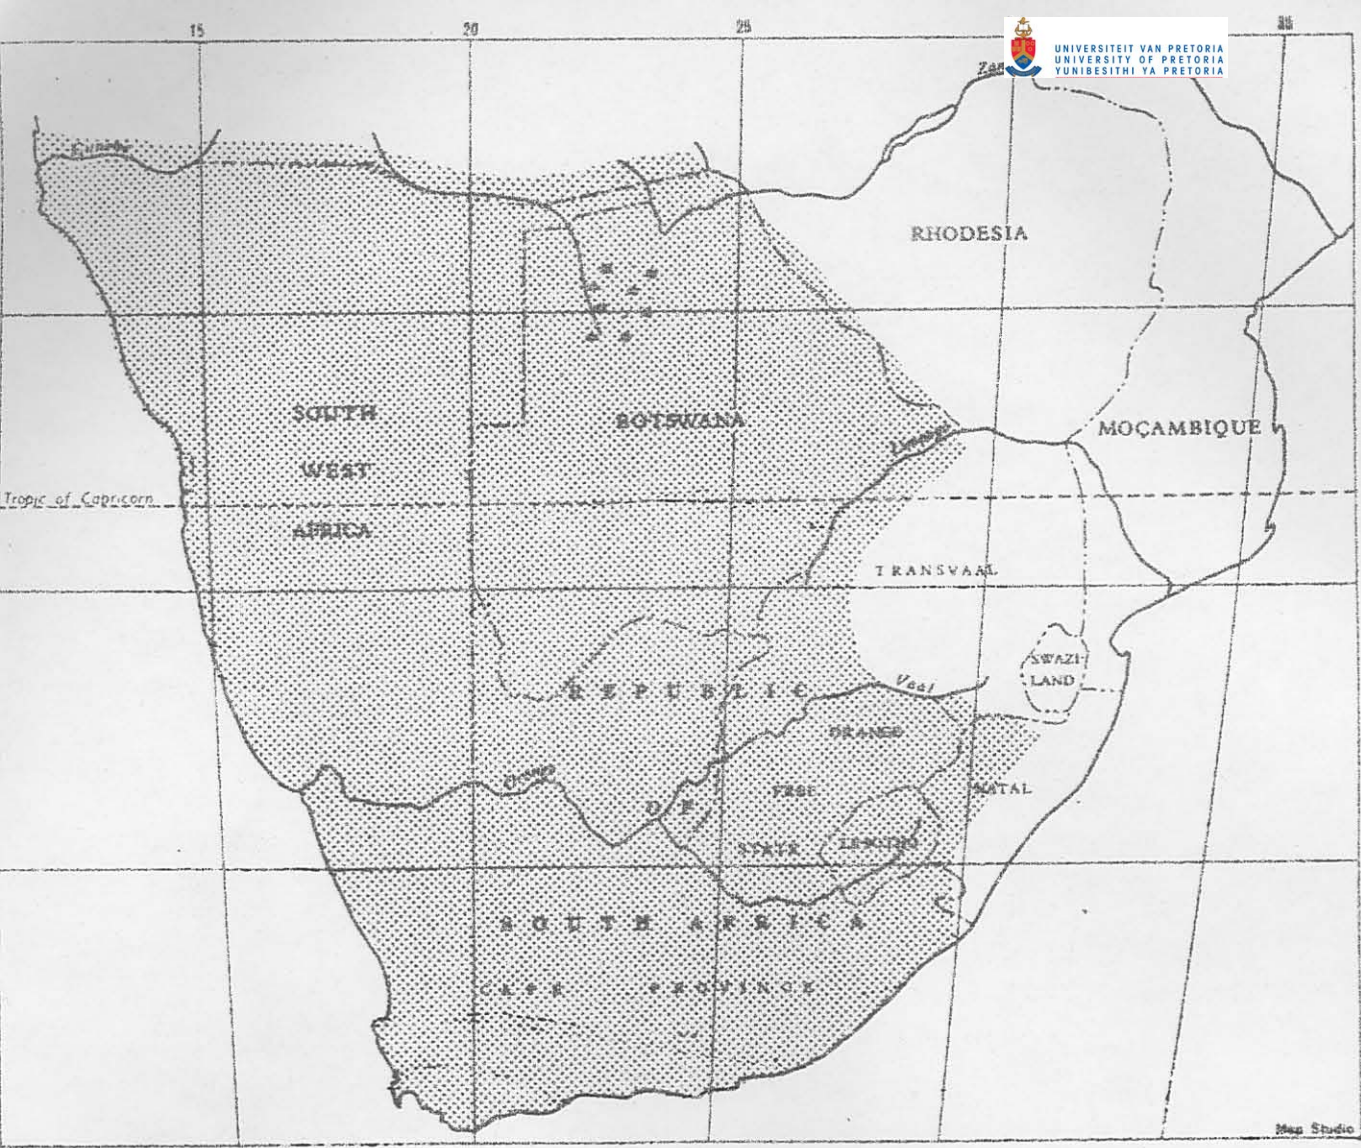 15
20
25
35
UNIVERSITEIT VAN PRETORIA
UNIVERSITY OF PRETORIA
YUNIBESITHI YA PRETORIA
Kunene
RHODESIA
SOUTH
WEST
AFRICA
BOTSWANA
Limpopo
MOÇAMBIQUE
Tropic of Capricorn
TRANSVAAL
SWAZI-
LAND
REPUBLIC
Vaal
ORANGE
Orange
FREE
NATAL
OF
STATE
LESOTHO
SOUTH AFRICA
CAPE PROVINCE
Map Studio